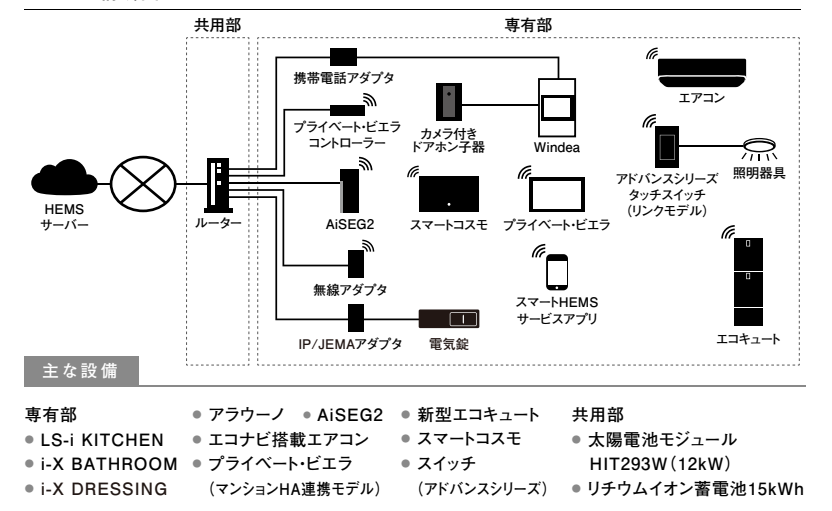 共用部
専有部
携帯電話アダプタ
プライベート・ビエラ
コントローラー
カメラ付き
ドアホン子器
Windea
エアコン
アドバンスシリーズ
タッチスイッチ
(リンクモデル)
照明器具
HEMS
サーバー
ルーター
AiSEG2
スマートコスモ
プライベート・ビエラ
無線アダプタ
スマートHEMS
サービスアプリ
エコキュート
IP/JEMAアダプタ
電気錠
主な設備
専有部
● LS-i KITCHEN
● i-X BATHROOM
● i-X DRESSING
● アラウーノ ● AiSEG2
● エコナビ搭載エアコン
● プライベート・ビエラ
(マンションHA連携モデル)
● 新型エコキュート
● スマートコスモ
● スイッチ
(アドバンスシリーズ)
共用部
● 太陽電池モジュール
HIT293W(12kW)
● リチウムイオン蓄電池15kWh